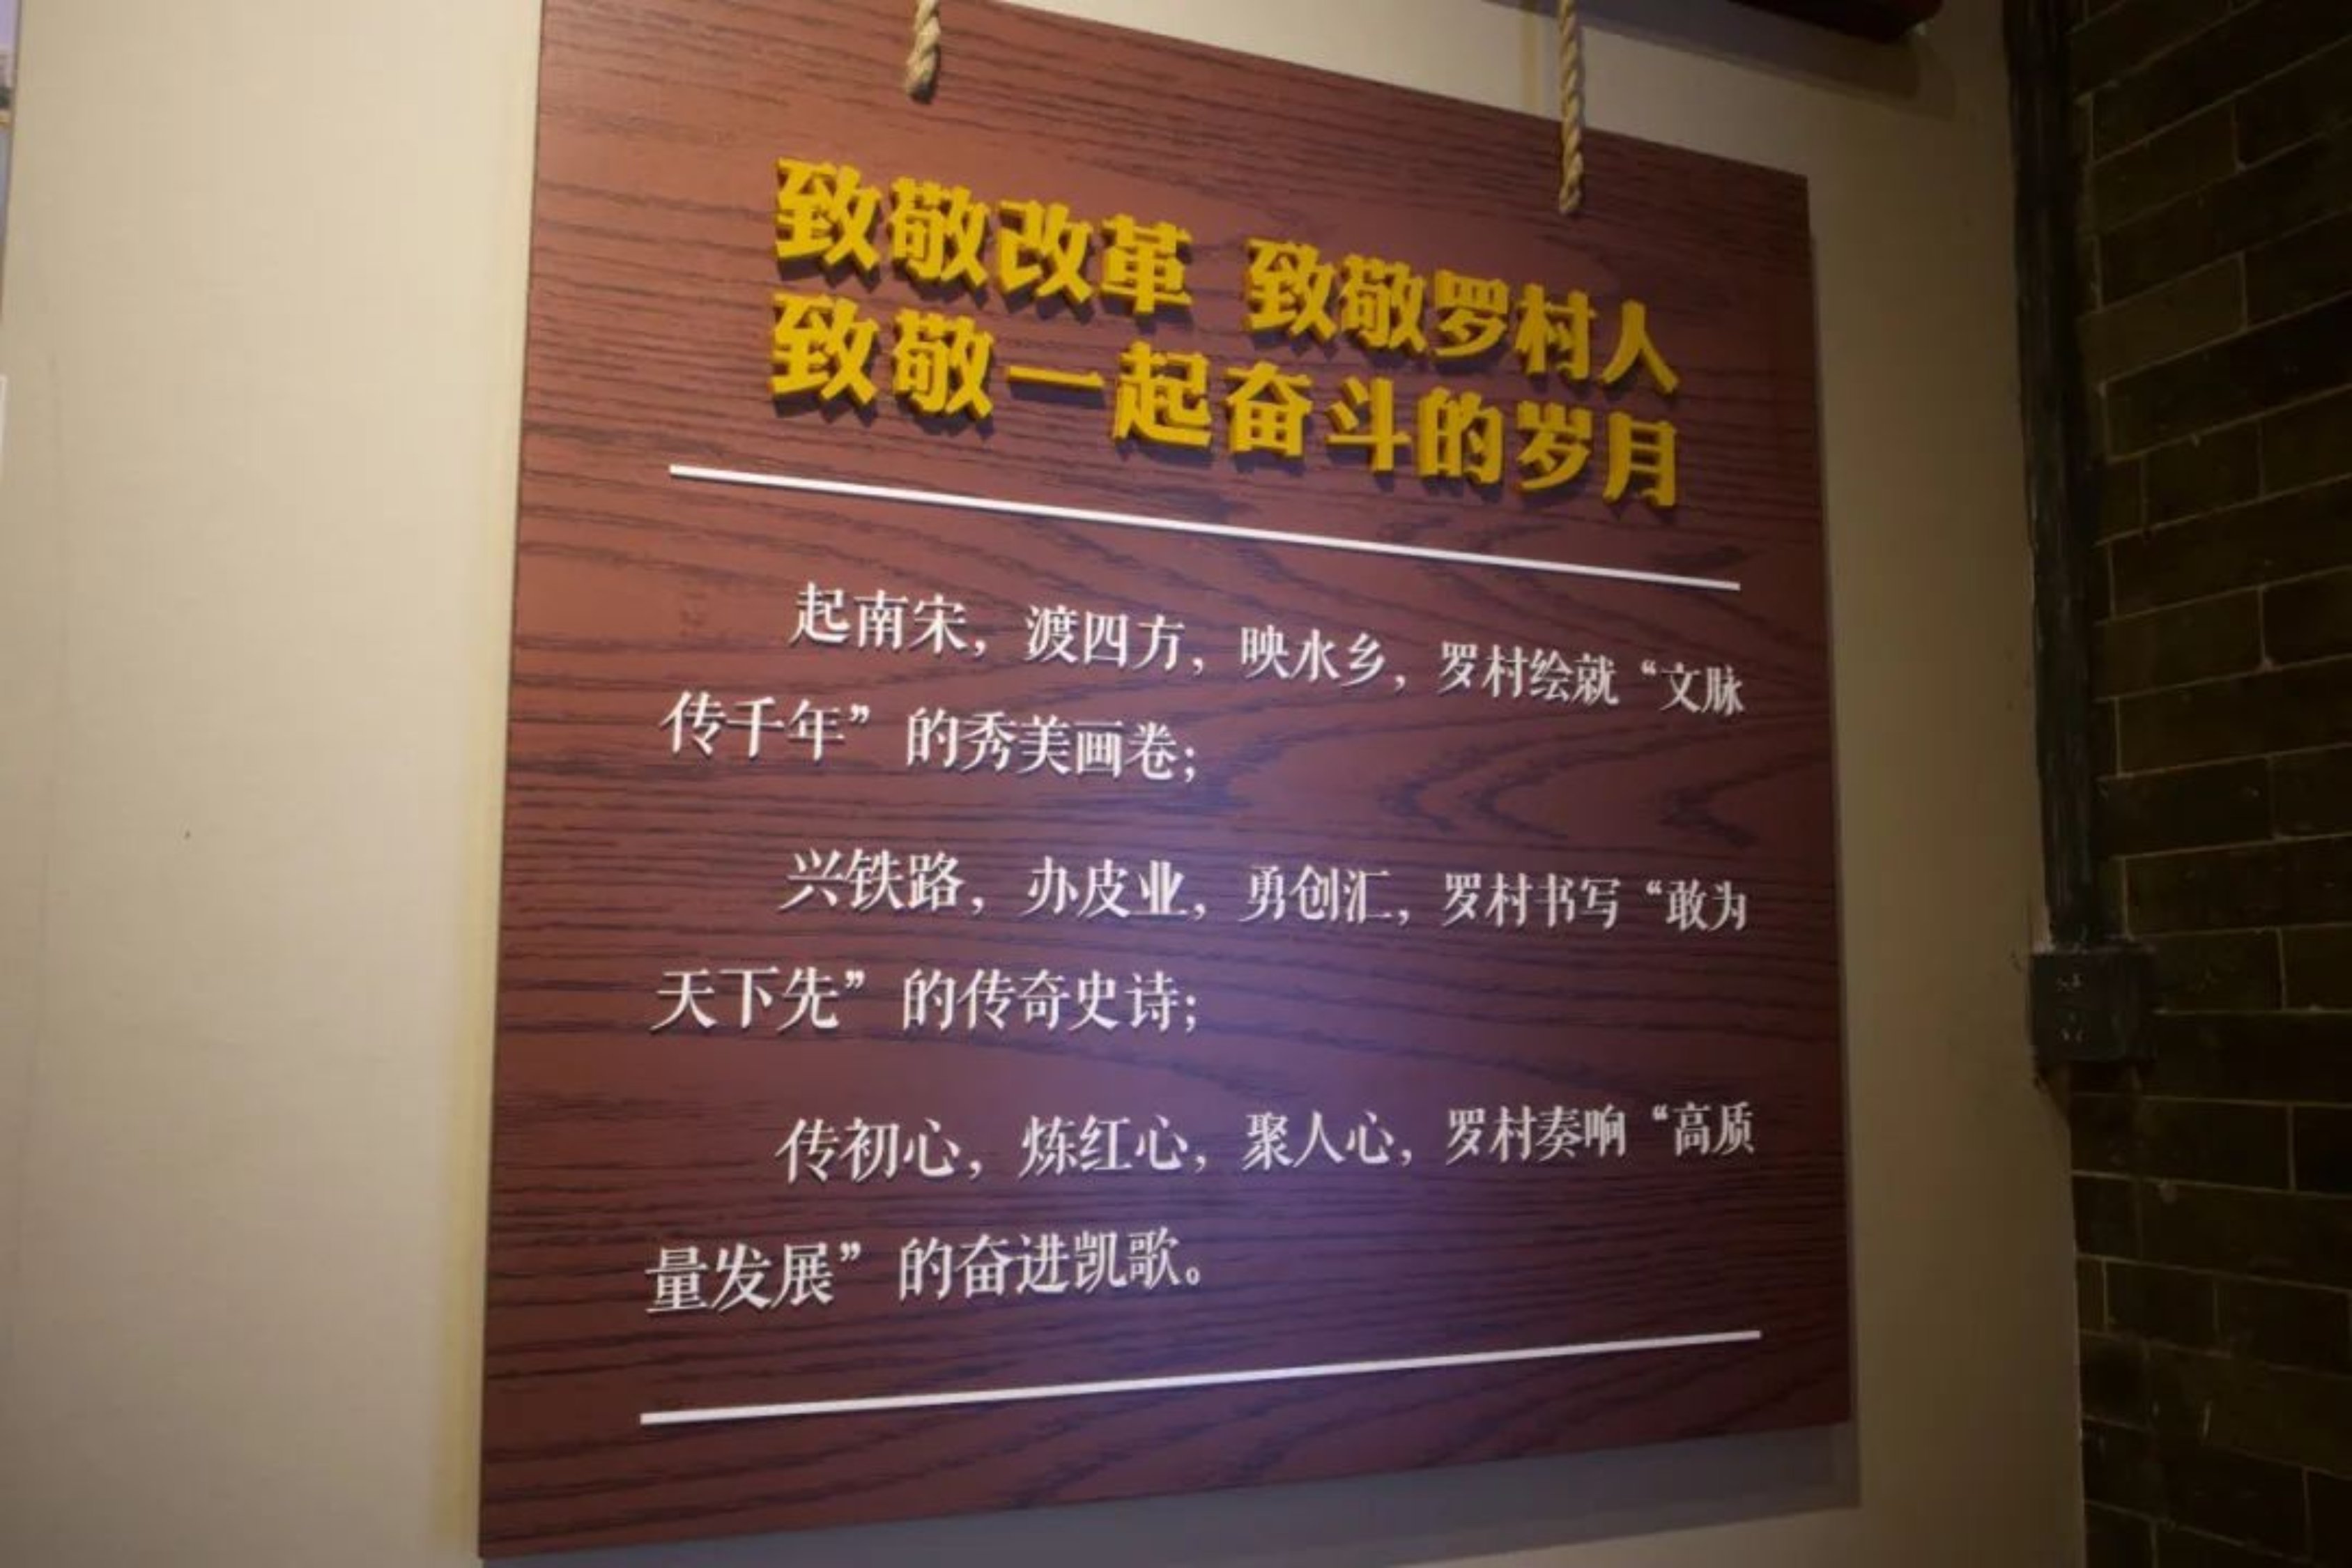 致敬改革 致敬罗村人
致敬一起奋斗的岁月
起南宋，渡四方，映水乡，罗村绘就“文脉
传千年”的秀美画卷；
兴铁路，办皮业，勇创汇，罗村书写“敢为
天下先”的传奇史诗；
传初心，炼红心，聚人心，罗村奏响“高质
量发展”的奋进凯歌。